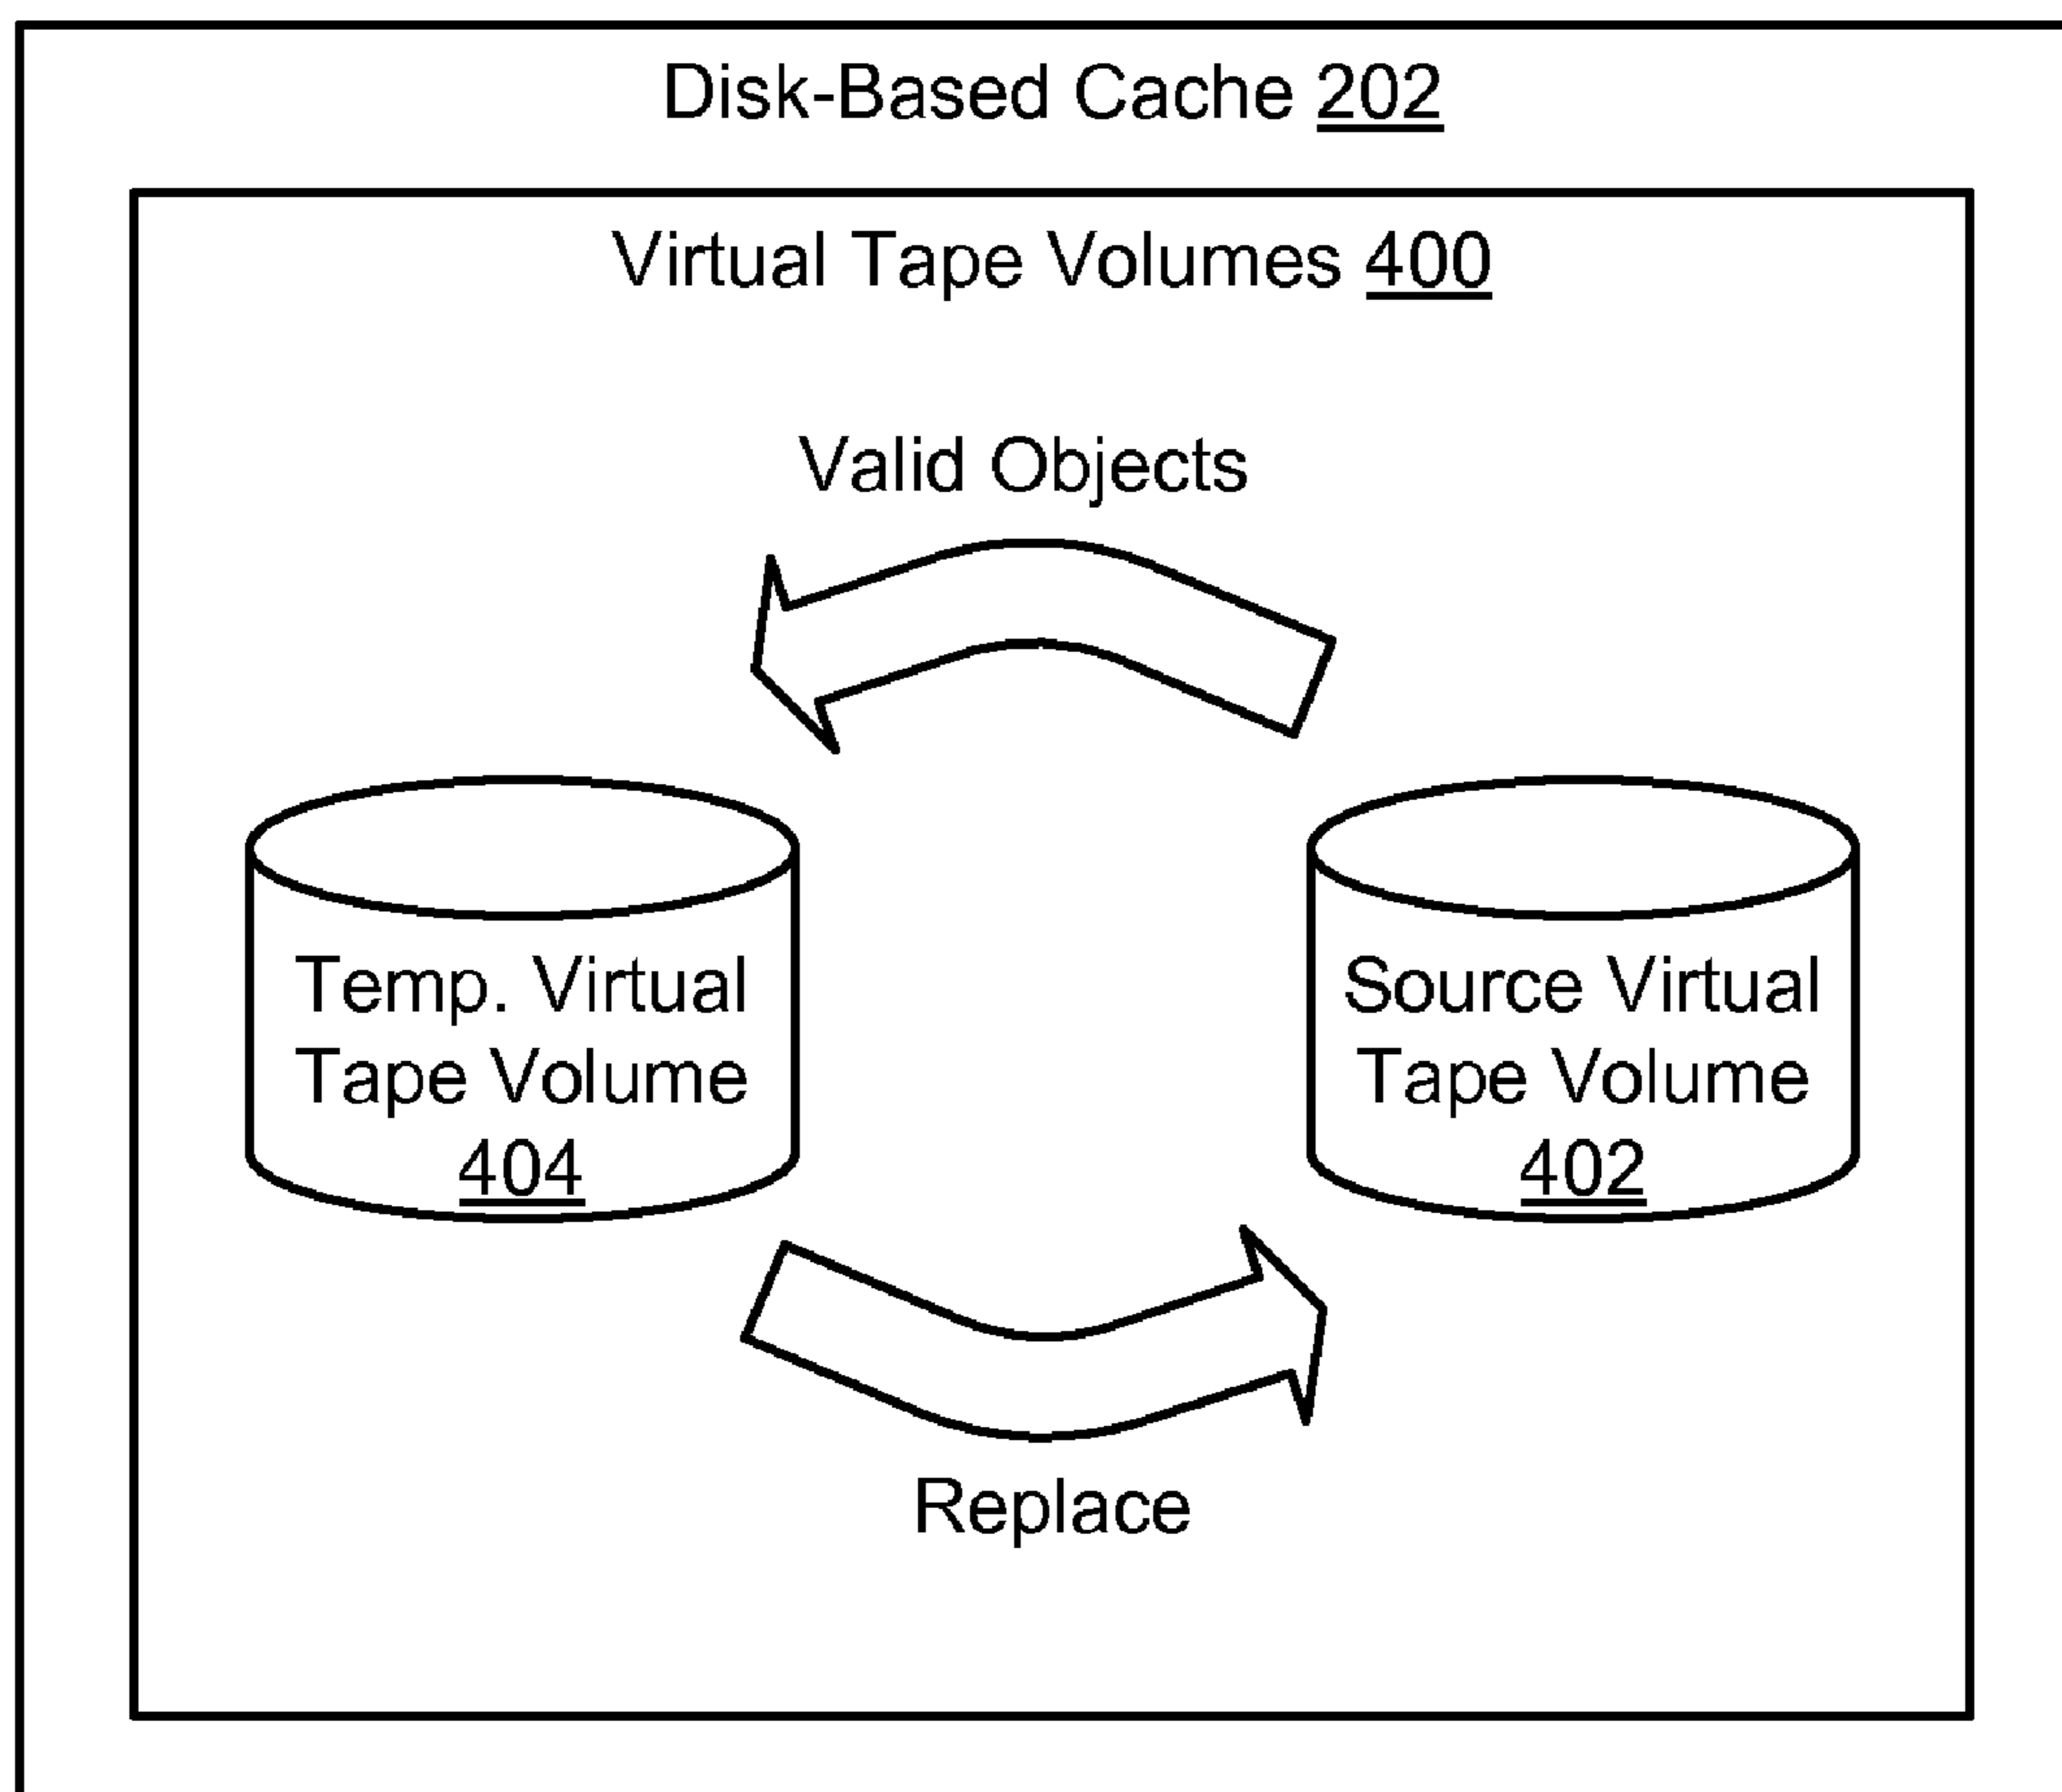 Disk-Based Cache 202
Virtual Tape Volumes 400
Valid Objects
Temp. Virtual
Tape Volume
404
Source Virtual
Tape Volume
402
Replace